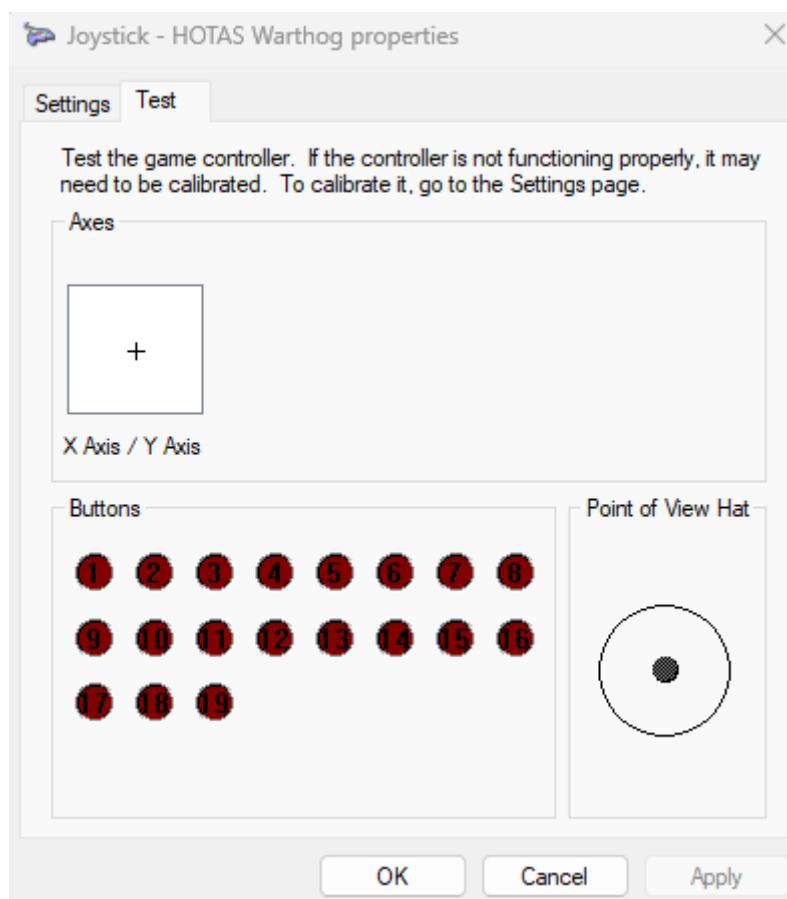 Joystick - HOTAS Warthog properties
Settings Test
Test the game controller.  If the controller is not functioning properly, it may
need to be calibrated.  To calibrate it, go to the Settings page.
Axes
X Axis / Y Axis
Buttons
1 2 3 4 5 6 7 8
9 10 11 12 13 14 15 16
17 18 19
Point of View Hat
OK Cancel Apply